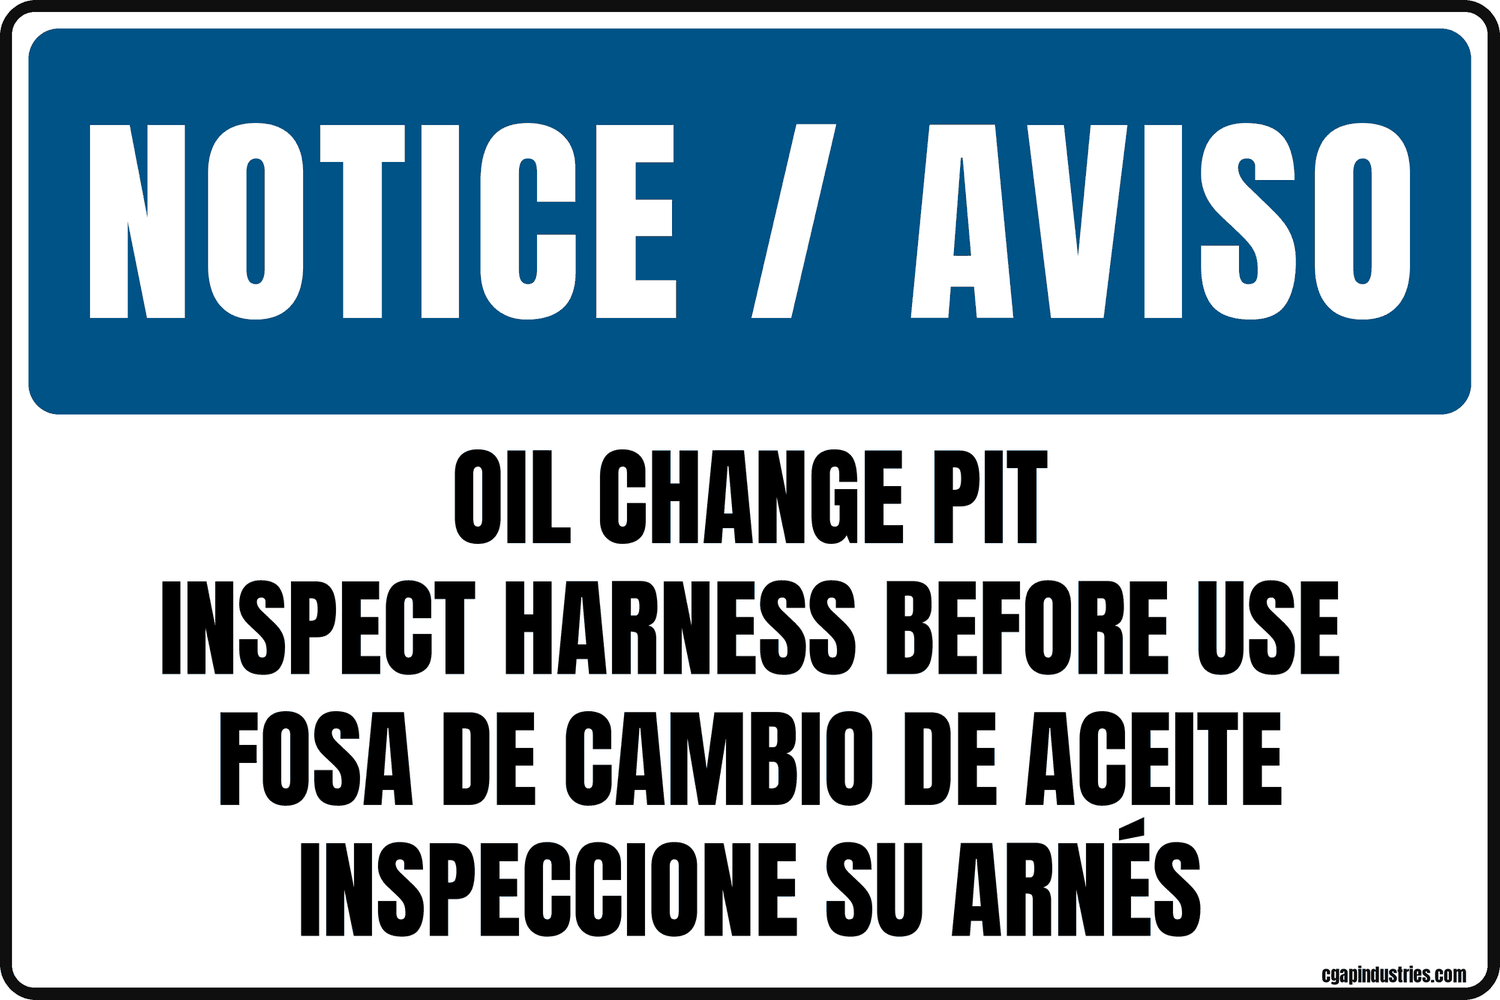 NOTICE / AVISO
OIL CHANGE PIT
INSPECT HARNESS BEFORE USE
FOSA DE CAMBIO DE ACEITE
INSPECCIONE SU ARNÉS
cgapindustries.com